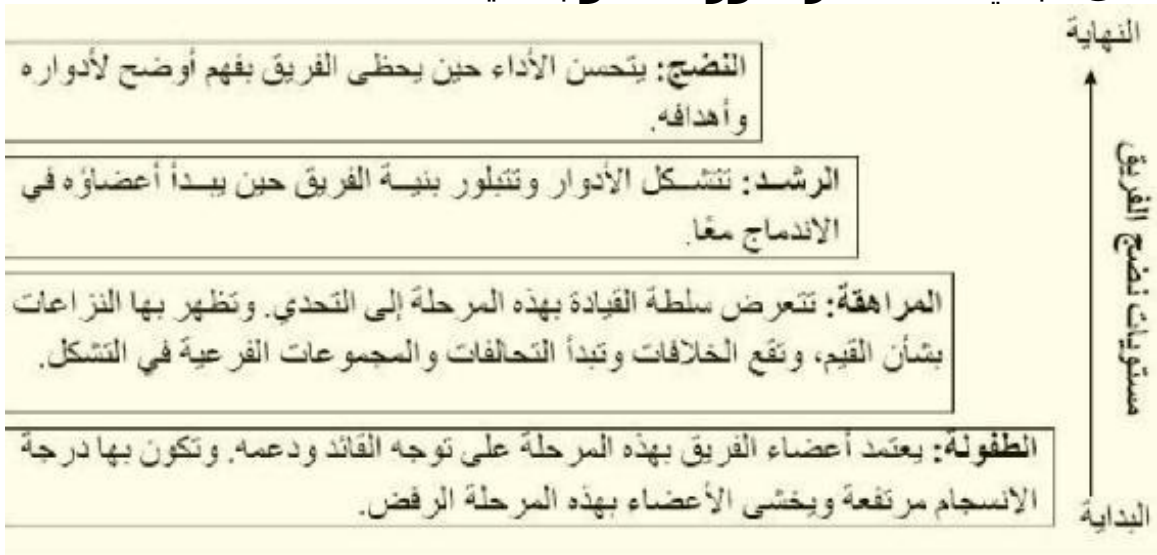 النهاية
النضج: يتحسن الأداء حين يحظى الفريق بفهم أوضح لأدواره
وأهدافه.
الرشد: تتشكل الأدوار وتتبلور بنية الفريق حين يبدأ أعضاؤه في
الاندماج معًا.
المراهقة: تتعرض سلطة القيادة بهذه المرحلة إلى التحدي. وتظهر بها النزاعات
بشأن القيم، وتقع الخلافات وتبدأ التحالفات والمجموعات الفرعية في التشكل.
الطفولة: يعتمد أعضاء الفريق بهذه المرحلة على توجه القائد ودعمه. وتكون بها درجة
الانسجام مرتفعة ويخشى الأعضاء بهذه المرحلة الرفض.
البداية
مستويات نضج الفريق